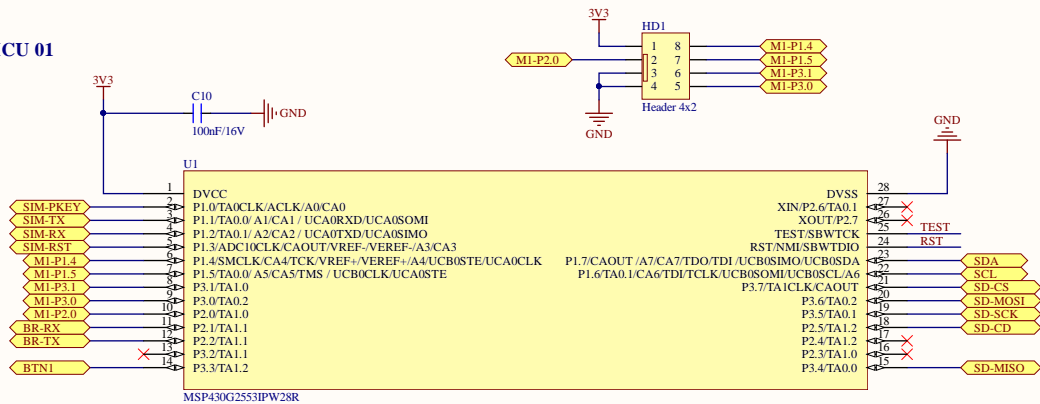 CU 01
3V3
C10
100nF/16V
GND
3V3
HD1
M1-P2.0
1 8
2 7
3 6
4 5
M1-P1.4
M1-P1.5
M1-P3.1
M1-P3.0
Header 4x2
GND
GND
U1
SIM-PKEY
SIM-TX
SIM-RX
SIM-RST
M1-P1.4
M1-P1.5
M1-P3.1
M1-P3.0
M1-P2.0
BR-RX
BR-TX
BTN1
1 DVCC
2 P1.0/TA0CLK/ACLK/A0/CA0
3 P1.1/TA0.0/ A1/CA1 / UCA0RXD/UCA0SOMI
4 P1.2/TA0.1/ A2/CA2 / UCA0TXD/UCA0SIMO
5 P1.3/ADC10CLK/CAOUT/VREF-/VEREF-/A3/CA3
6 P1.4/SMCLK/CA4/TCK/VREF+/VEREF+/A4/UCB0STE/UCA0CLK
7 P1.5/TA0.0/ A5/CA5/TMS / UCB0CLK/UCA0STE
8 P3.1/TA1.0
9 P3.0/TA0.2
10 P2.0/TA1.0
11 P2.1/TA1.1
12 P2.2/TA1.1
13 P3.2/TA1.1
14 P3.3/TA1.2
DVSS 28
XIN/P2.6/TA0.1 27
XOUT/P2.7 26
TEST/SBWTCK 25
RST/NMI/SBWTDIO 24
P1.7/CAOUT /A7/CA7/TDO/TDI /UCB0SIMO/UCB0SDA 23
P1.6/TA0.1/CA6/TDI/TCLK/UCB0SOMI/UCB0SCL/A6 22
P3.7/TA1CLK/CAOUT 21
P3.6/TA0.2 20
P3.5/TA0.1 19
P2.5/TA1.2 18
P2.4/TA1.2 17
P2.3/TA1.0 16
P3.4/TA0.0 15
TEST
RST
SDA
SCL
SD-CS
SD-MOSI
SD-SCK
SD-CD
SD-MISO
MSP430G2553IPW28R